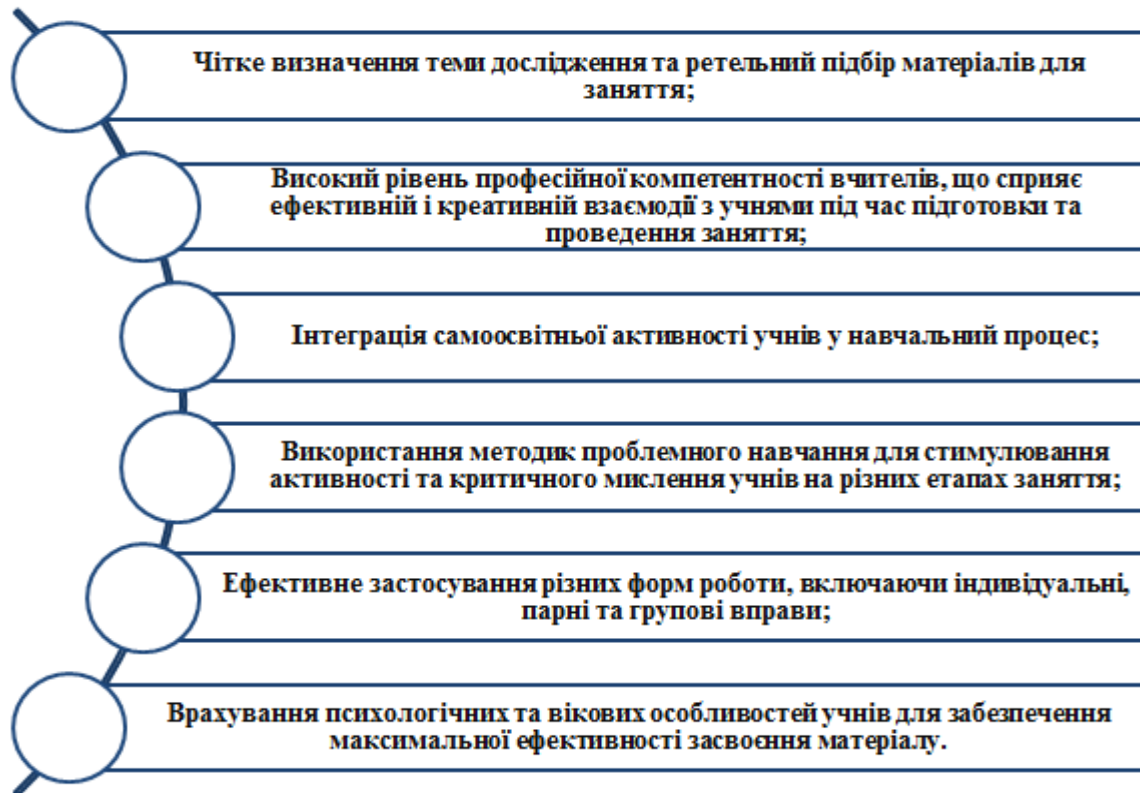 Чітке визначення теми дослідження та ретельний підбір матеріалів для
заняття;
Високий рівень професійної компетентності вчителів, що сприяє
ефективній і креативній взаємодії з учнями під час підготовки та
проведення заняття;
Інтеграція самоосвітньої активності учнів у навчальний процес;
Використання методик проблемного навчання для стимулювання
активності та критичного мислення учнів на різних етапах заняття;
Ефективне застосування різних форм роботи, включаючи індивідуальні,
парні та групові вправи;
Врахування психологічних та вікових особливостей учнів для забезпечення
максимальної ефективності засвоєння матеріалу.